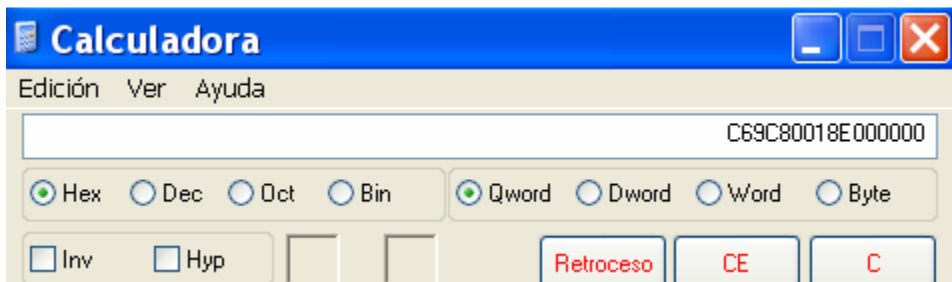 Calculadora
Edición Ver Ayuda
C69C80018E000000
Hex Dec Oct Bin Qword Dword Word Byte
Inv Hyp Retroceso CE C